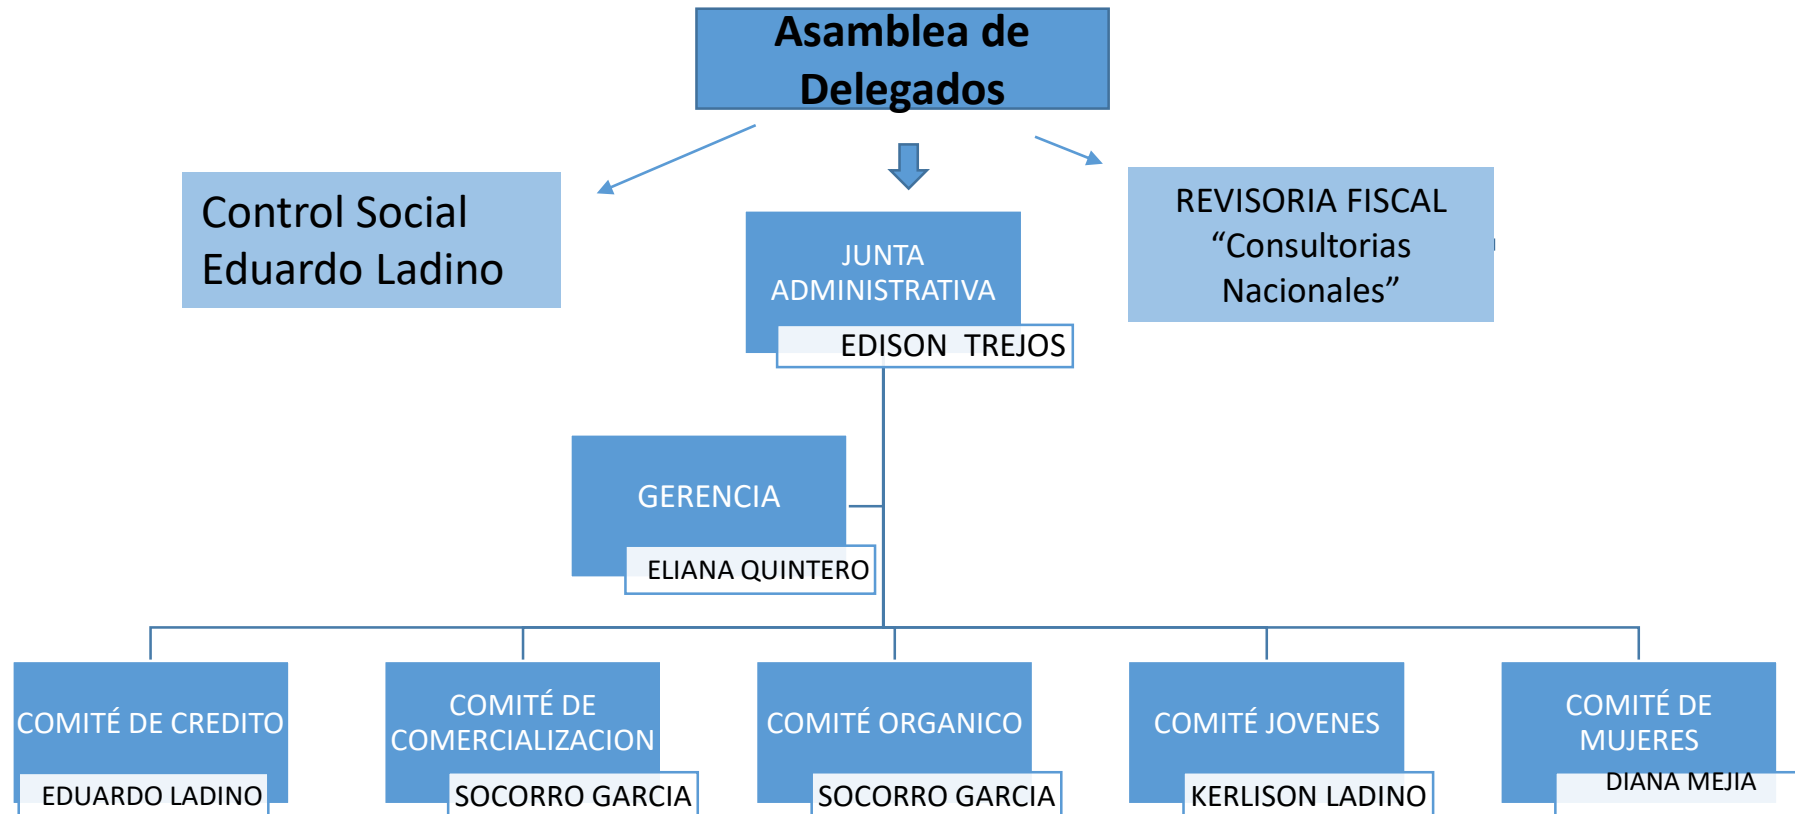 Asamblea de
Delegados
Control Social
Eduardo Ladino
REVISORIA FISCAL
“Consultorias
Nacionales”
JUNTA
ADMINISTRATIVA
EDISON TREJOS
GERENCIA
ELIANA QUINTERO
COMITÉ DE CREDITO
EDUARDO LADINO
COMITÉ DE
COMERCIALIZACION
SOCORRO GARCIA
COMITÉ ORGANICO
SOCORRO GARCIA
COMITÉ JOVENES
KERLISON LADINO
COMITÉ DE
MUJERES
DIANA MEJIA